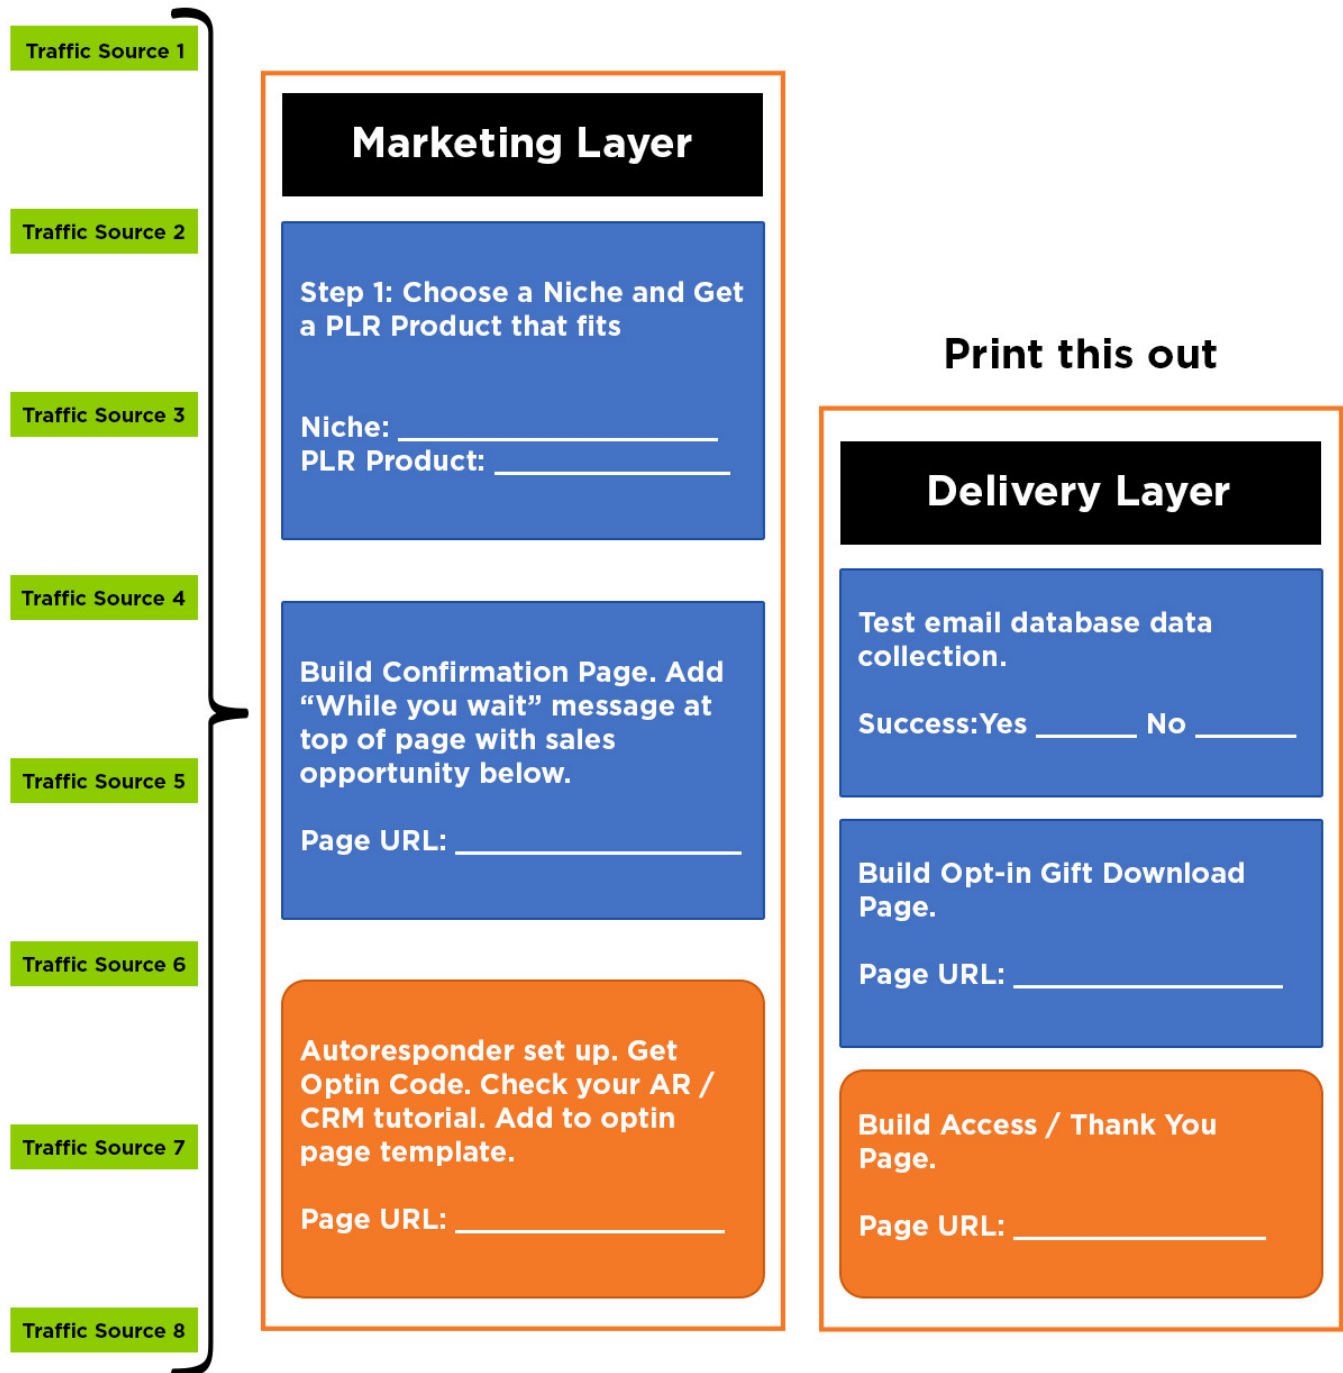 Traffic Source 1
Traffic Source 2
Traffic Source 3
Traffic Source 4
Traffic Source 5
Traffic Source 6
Traffic Source 7
Traffic Source 8
Marketing Layer
Step 1: Choose a Niche and Get
a PLR Product that fits
Niche: ____________________
PLR Product: _______________
Build Confirmation Page. Add
“While you wait” message at
top of page with sales
opportunity below.
Page URL: __________________
Autoresponder set up. Get
Optin Code. Check your AR /
CRM tutorial. Add to optin
page template.
Page URL: _________________
Print this out
Delivery Layer
Test email database data
collection.
Success:Yes ______ No ______
Build Opt-in Gift Download
Page.
Page URL: _________________
Build Access / Thank You
Page.
Page URL: ________________